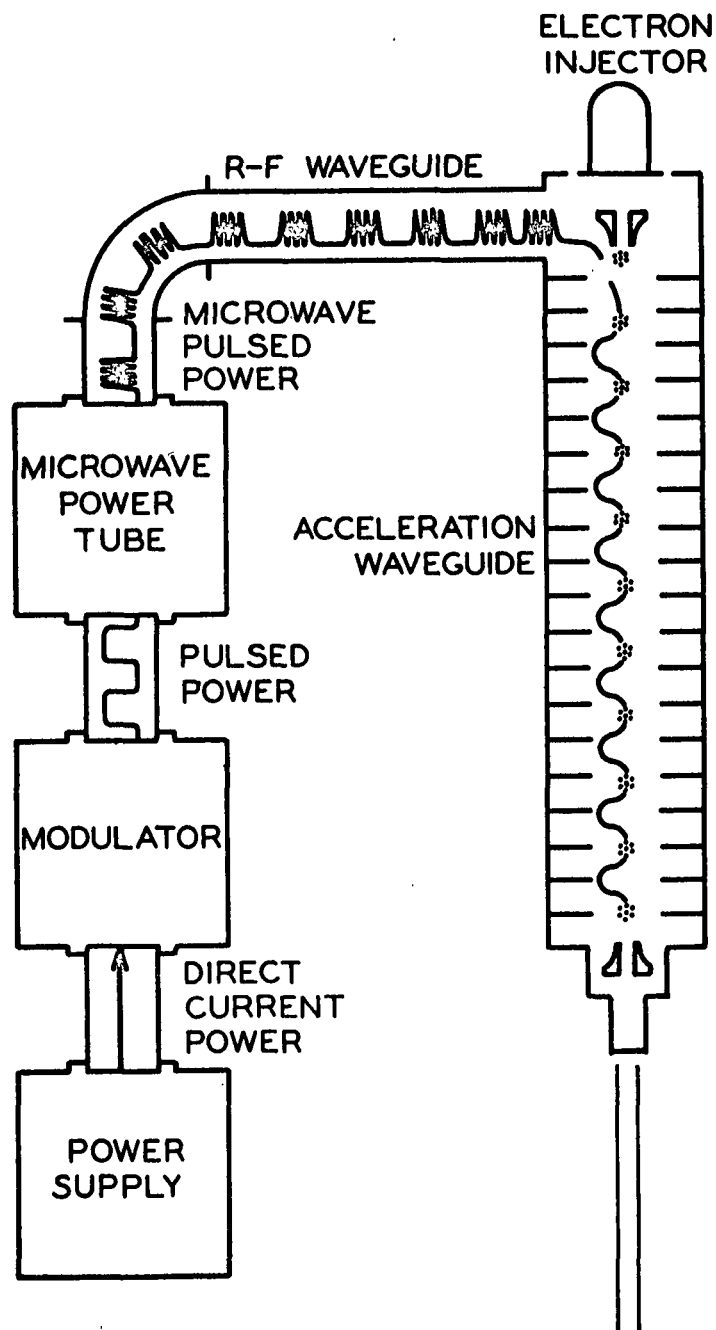 ELECTRON
INJECTOR
R-F WAVEGUIDE
MICROWAVE
PULSED
POWER
MICROWAVE
POWER
TUBE
ACCELERATION
WAVEGUIDE
PULSED
POWER
MODULATOR
DIRECT
CURRENT
POWER
POWER
SUPPLY